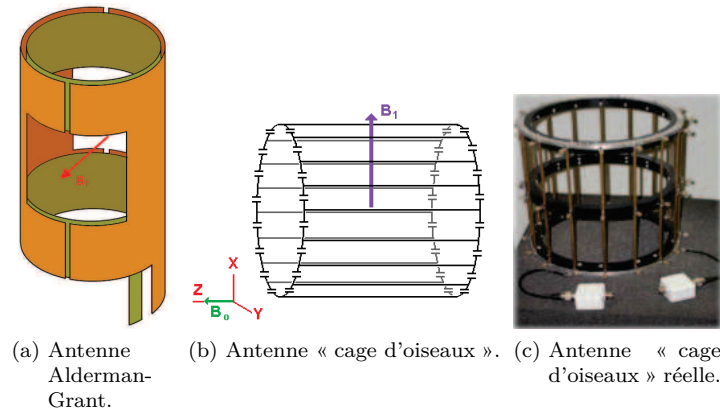 B₁
B₁
X
Z
Y
B₀
(a) Antenne Alderman-Grant.
(b) Antenne « cage d'oiseaux ».
(c) Antenne « cage d'oiseaux » réelle.